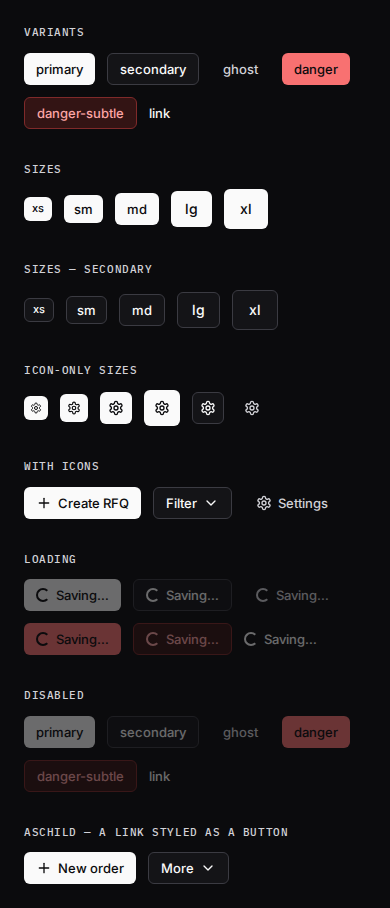 VARIANTS
primary secondary ghost danger
danger-subtle link
SIZES
xs sm md lg xl
SIZES — SECONDARY
xs sm md lg xl
ICON-ONLY SIZES
WITH ICONS
Create RFQ Filter Settings
LOADING
Saving... Saving... Saving...
Saving... Saving... Saving...
DISABLED
primary secondary ghost danger
danger-subtle link
ASCHILD — A LINK STYLED AS A BUTTON
New order More